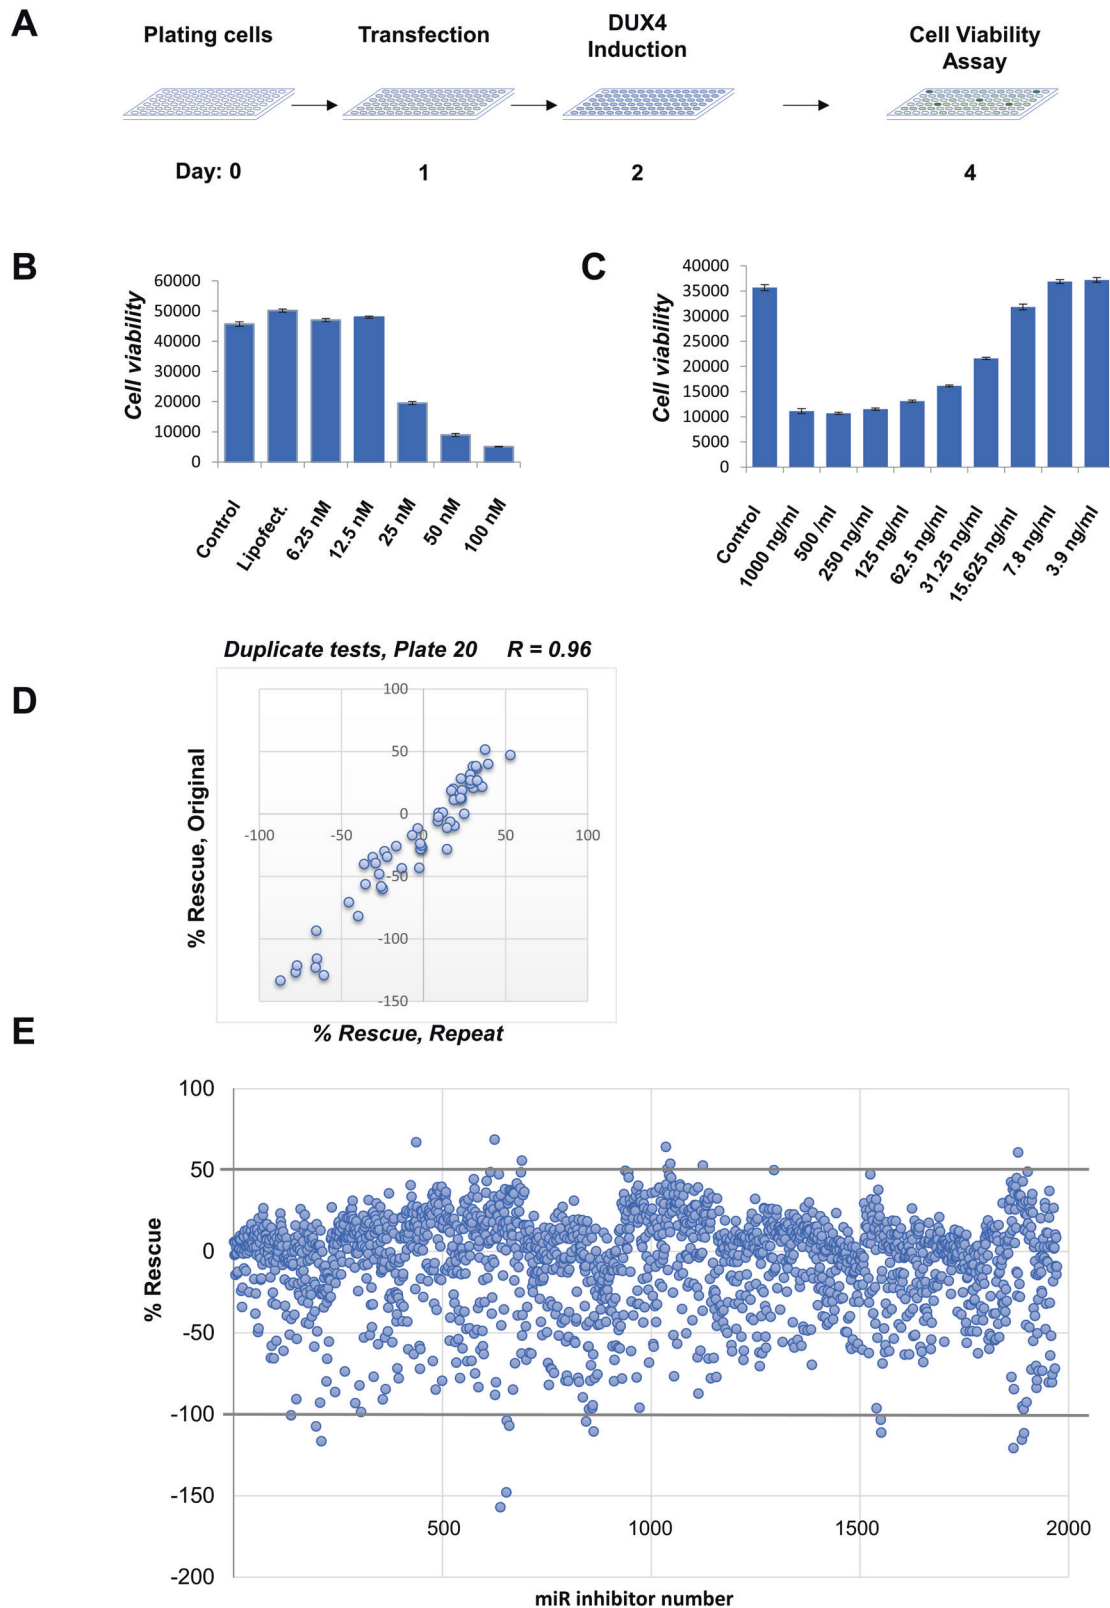 A
Plating cells
Transfection
DUX4
Induction
Cell Viability
Assay
Day: 0
1
2
4
B
Cell viability
60000
50000
40000
30000
20000
10000
0
Control
Lipofect.
6.25 nM
12.5 nM
25 nM
50 nM
100 nM
C
Cell viability
40000
35000
30000
25000
20000
15000
10000
5000
0
Control
1000 ng/ml
500 /ml
250 ng/ml
125 ng/ml
62.5 ng/ml
31.25 ng/ml
15.625 ng/ml
7.8 ng/ml
3.9 ng/ml
D
Duplicate tests, Plate 20 R = 0.96
% Rescue, Original
100
50
0
-50
-100
-150
-100
-50
0
50
100
% Rescue, Repeat
E
% Rescue
100
50
0
-50
-100
-150
-200
500
1000
1500
2000
miR inhibitor number